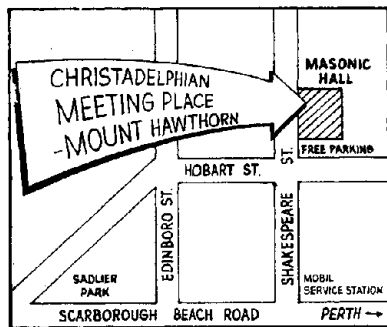 CHRISTADELPHIAN
MEETING PLACE
-MOUNT HAWTHORN
MASONIC
HALL
FREE PARKING
HOBART ST.
EDINBORO ST.
SHAKESPEARE ST.
SADLIER
PARK
MOBIL
SERVICE STATION
SCARBOROUGH BEACH ROAD
PERTH →